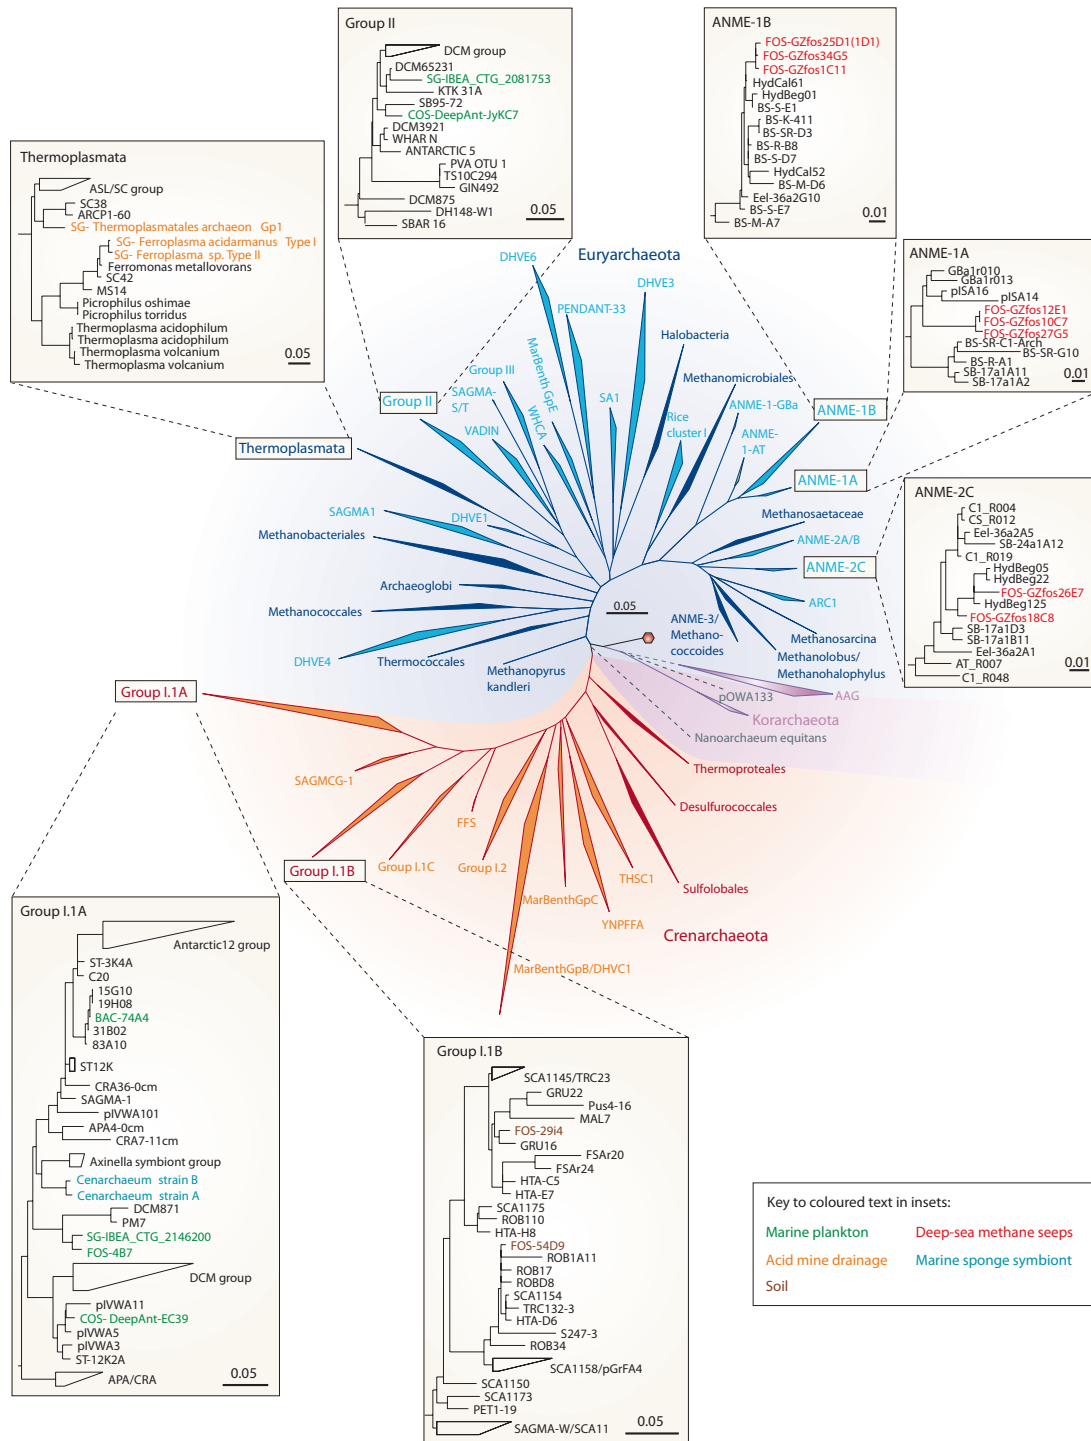 Group II
DCM group
DCM65231
SG-IBEA_CTG_2081753
KTK 31A
SB95-72
COS-DeepAnt-JyKC7
DCM3921
WHAR N
ANTARCTIC 5
PVA OTU 1
TS10C294
GIN492
DCM875
DH148-W1
SBAR 16
0.05
ANME-1B
FOS-GZfos25D1(1D1)
FOS-GZfos34G5
FOS-GZfos1C11
HydCal61
HydBeg01
BS-S-E1
BS-K-411
BS-SR-D3
BS-R-B8
BS-S-D7
HydCal52
BS-M-D6
Eel-36a2G10
BS-S-E7
BS-M-A7
0.01
Thermoplasmata
ASL/SC group
SC38
ARCP1-60
SG- Thermoplasmatales archaeon Gp1
SG- Ferroplasma acidarmanus Type I
SG- Ferroplasma sp. Type II
Ferromonas metallovorans
SC42
MS14
Picrophilus oshimae
Picrophilus torridus
Thermoplasma acidophilum
Thermoplasma acidophilum
Thermoplasma volcanium
Thermoplasma volcanium
0.05
ANME-1A
GBa1r010
GBa1r013
pISA16
pISA14
FOS-GZfos12E1
FOS-GZfos10C7
FOS-GZfos27G5
BS-SR-C1-Arch
BS-SR-G10
BS-R-A1
SB-17a1A11
SB-17a1A2
0.01
Euryarchaeota
DHVE6
PENDANT-33
DHVE3
Halobacteria
MarBenth GpE
Group III
SAGMA-
S/T
WHCA
VADIN
SA1
Methanomicrobiales
Rice
cluster I
ANME-1-GBa
ANME-
1-AT
Group II
ANME-1B
Thermoplasmata
ANME-1A
SAGMA1
DHVE1
Methanobacteriales
Methanosaetaceae
ANME-2A/B
ANME-2C
Archaeoglobi
ARC1
Methanococcales
0.05
ANME-3/
Methano-
coccoides
Methanosarcina
Methanolobus/
Methanohalophylus
DHVE4
Thermococcales
Methanopyrus
kandleri
ANME-2C
C1_R004
CS_R012
Eel-36a2A5
SB-24a1A12
C1_R019
HydBeg05
HydBeg22
FOS-GZfos26E7
HydBeg125
FOS-GZfos18C8
SB-17a1D3
SB-17a1B11
Eel-36a2A1
AT_R007
C1_R048
0.01
pOWA133
AAG
Korarchaeota
Nanoarchaeum equitans
Group I.1A
Thermoproteales
SAGMCG-1
Desulfurococcales
FFS
Group I.1B
Group I.1C
Group I.2
THSC1
Sulfolobales
MarBenthGpC
YNPFFA
Crenarchaeota
MarBenthGpB/DHVC1
Group I.1A
Antarctic12 group
ST-3K4A
C20
15G10
19H08
BAC-74A4
31B02
83A10
ST12K
CRA36-0cm
SAGMA-1
pIVWA101
APA4-0cm
CRA7-11cm
Axinella symbiont group
Cenarchaeum strain B
Cenarchaeum strain A
DCM871
PM7
SG-IBEA_CTG_2146200
FOS-4B7
DCM group
pIVWA11
COS- DeepAnt-EC39
pIVWA5
pIVWA3
ST-12K2A
APA/CRA
0.05
Group I.1B
SCA1145/TRC23
GRU22
Pus4-16
MAL7
FOS-29i4
GRU16
FSAr20
FSAr24
HTA-C5
HTA-E7
SCA1175
ROB110
HTA-H8
FOS-54D9
ROB1A11
ROB17
ROBD8
SCA1154
TRC132-3
HTA-D6
S247-3
ROB34
SCA1158/pGrFA4
SCA1150
SCA1173
PET1-19
SAGMA-W/SCA11
0.05
Key to coloured text in insets:
Marine plankton
Deep-sea methane seeps
Acid mine drainage
Marine sponge symbiont
Soil